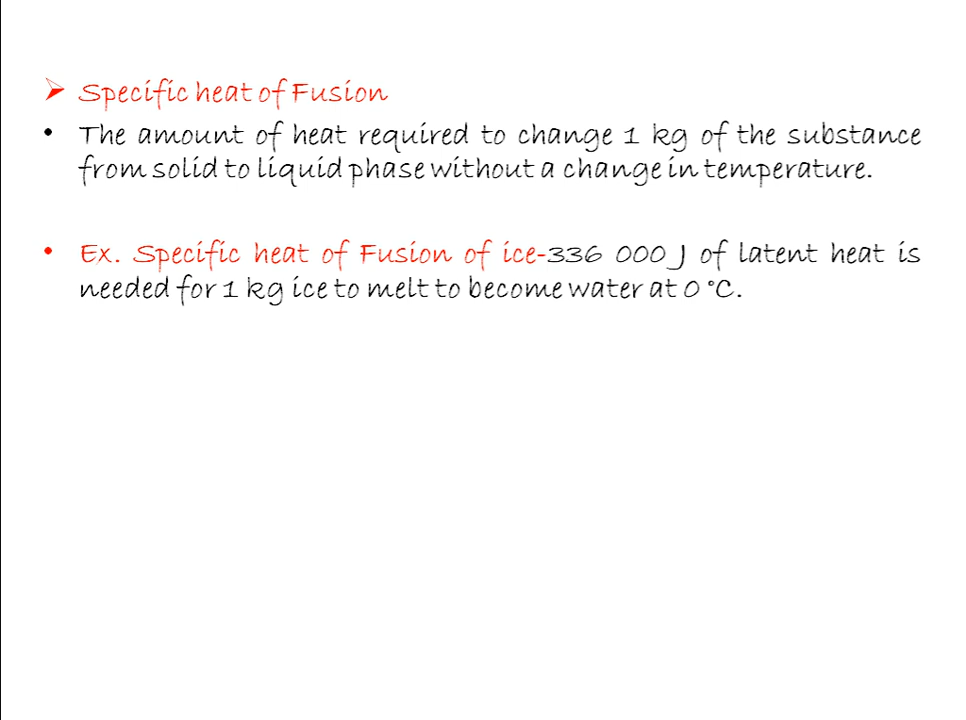 ➢ Specific heat of Fusion
• The amount of heat required to change 1 kg of the substance
from solid to liquid phase without a change in temperature.
• Ex. Specific heat of Fusion of ice-336 000 J of latent heat is
needed for 1 kg ice to melt to become water at 0 °C.